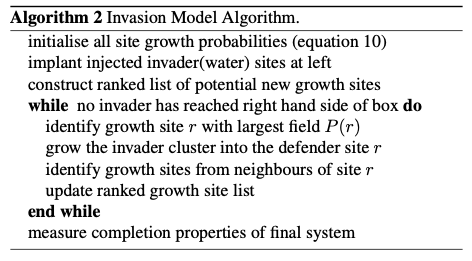 Algorithm 2 Invasion Model Algorithm.
initialise all site growth probabilities (equation 10)
implant injected invader(water) sites at left
construct ranked list of potential new growth sites
while no invader has reached right hand side of box do
identify growth site r with largest field P(r)
grow the invader cluster into the defender site r
identify growth sites from neighbours of site r
update ranked growth site list
end while
measure completion properties of final system